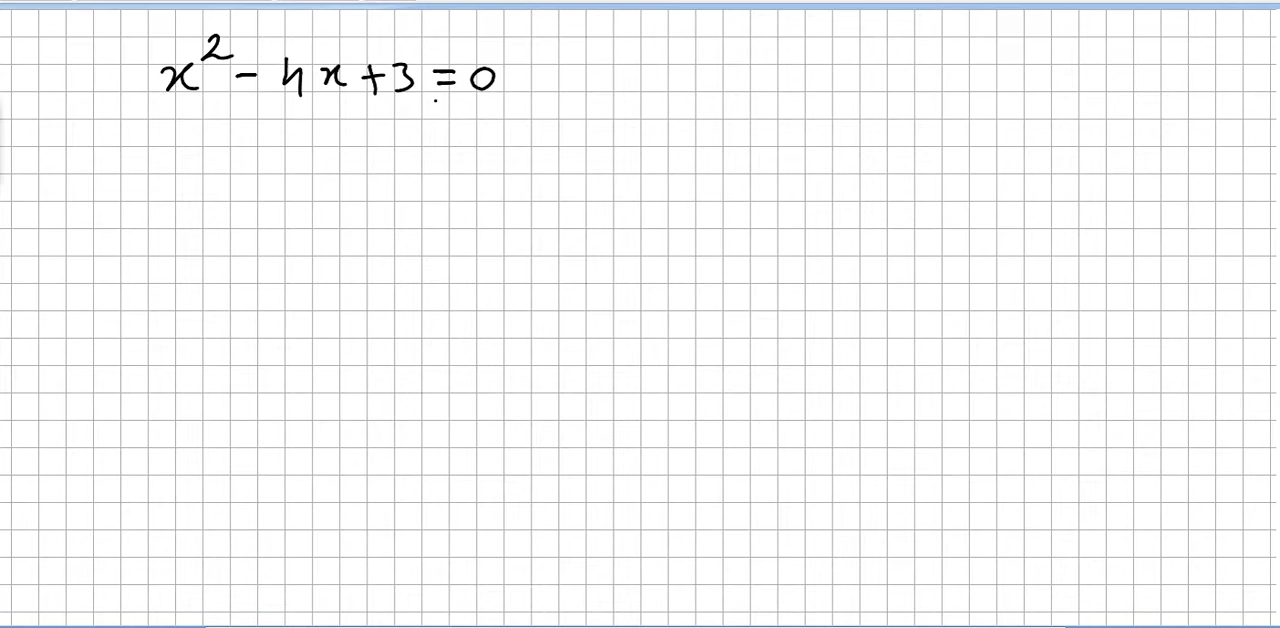 x² - 4x + 3 = 0